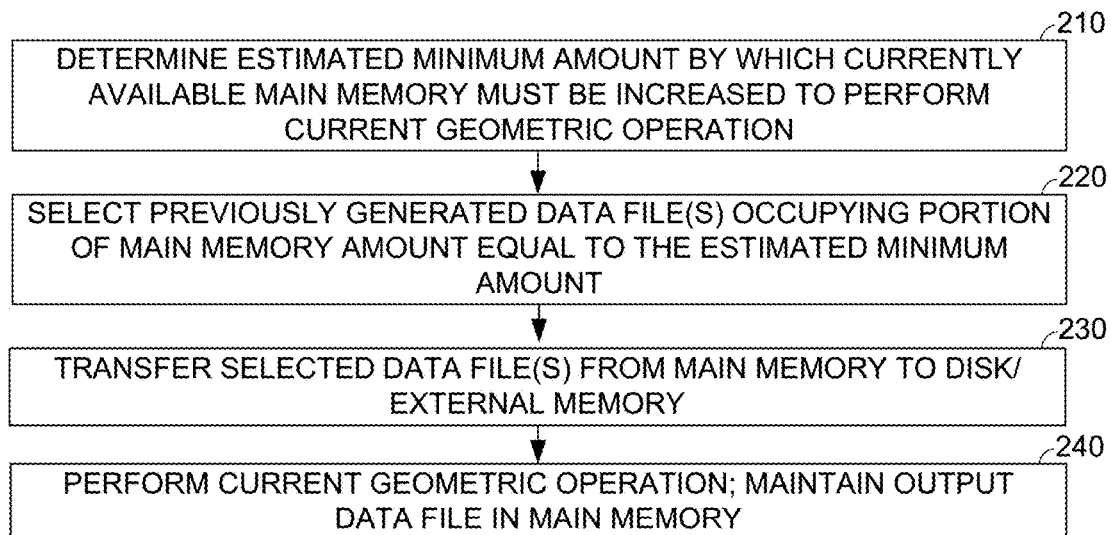 210
DETERMINE ESTIMATED MINIMUM AMOUNT BY WHICH CURRENTLY
AVAILABLE MAIN MEMORY MUST BE INCREASED TO PERFORM
CURRENT GEOMETRIC OPERATION
220
SELECT PREVIOUSLY GENERATED DATA FILE(S) OCCUPYING PORTION
OF MAIN MEMORY AMOUNT EQUAL TO THE ESTIMATED MINIMUM
AMOUNT
230
TRANSFER SELECTED DATA FILE(S) FROM MAIN MEMORY TO DISK/
EXTERNAL MEMORY
240
PERFORM CURRENT GEOMETRIC OPERATION; MAINTAIN OUTPUT
DATA FILE IN MAIN MEMORY